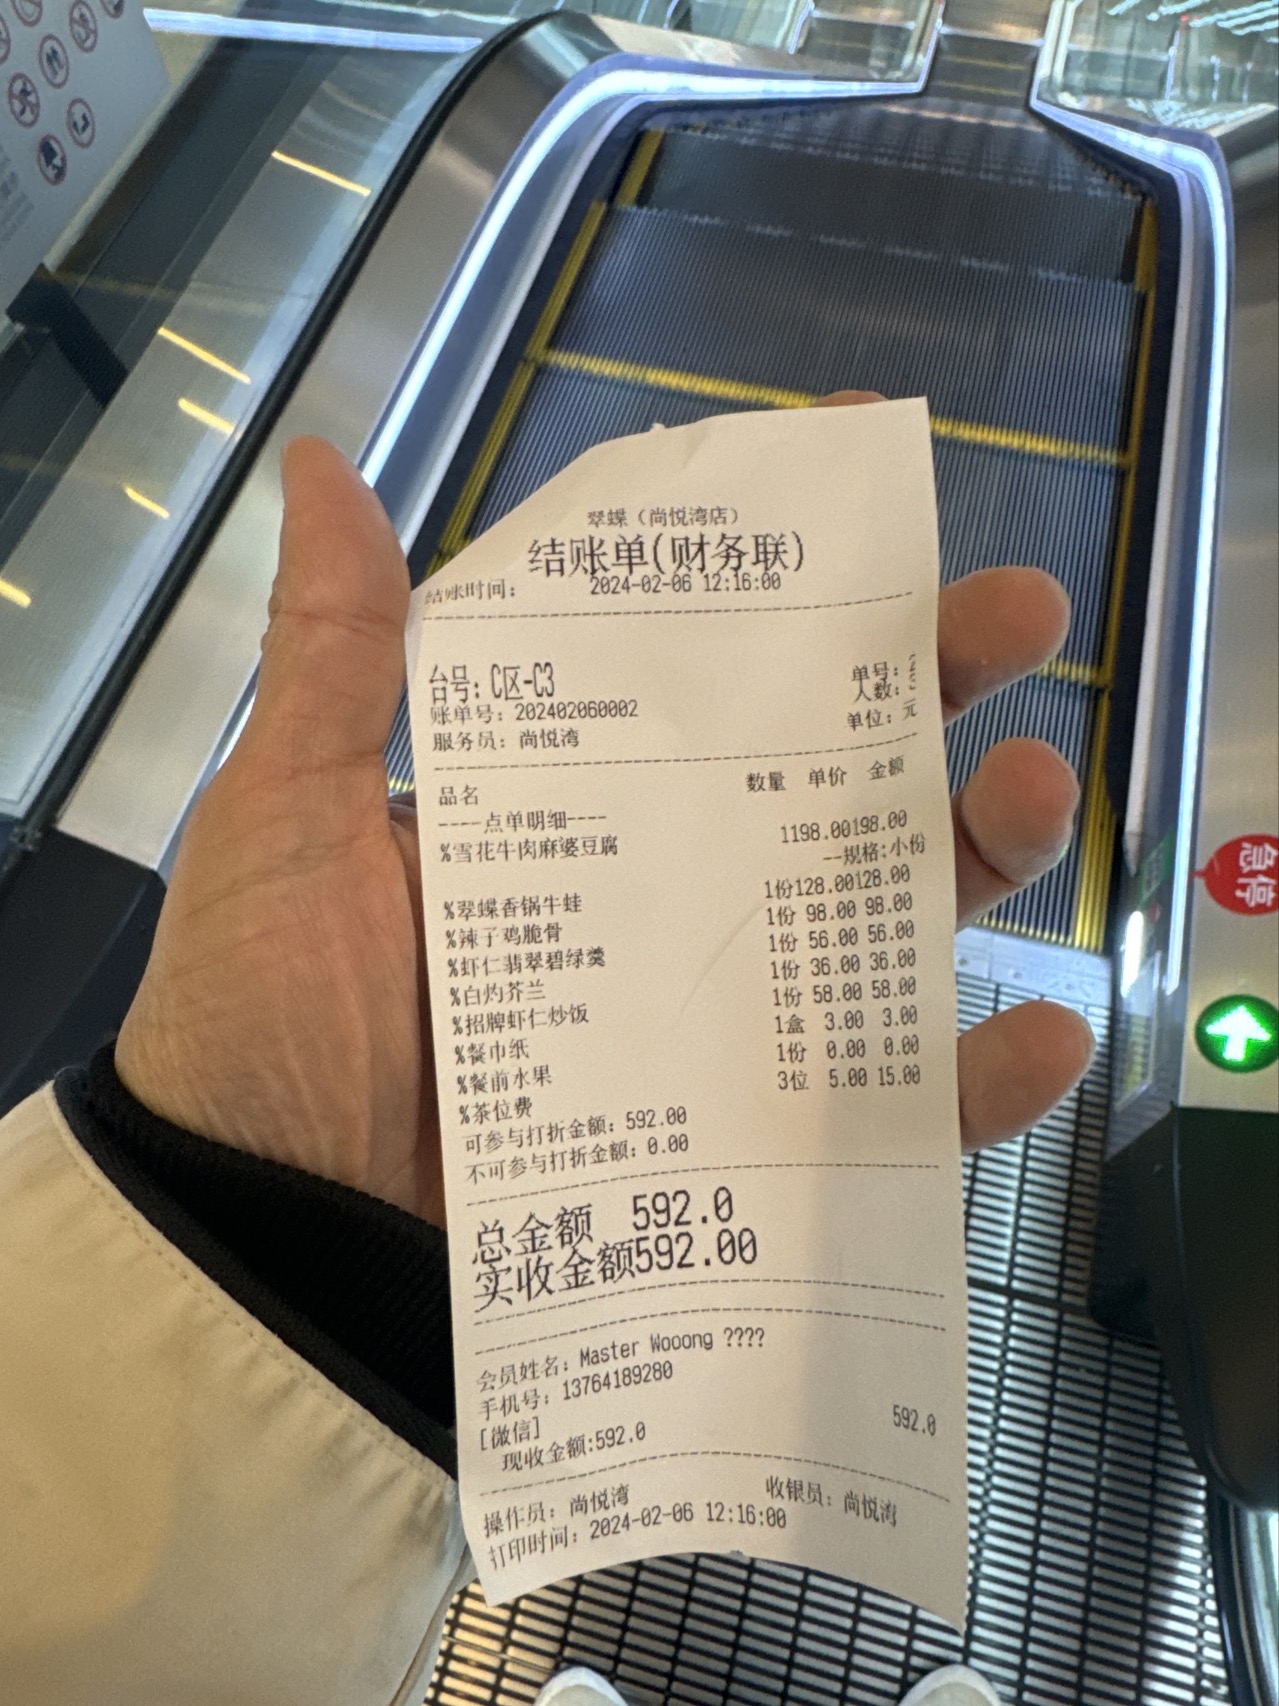 翠蝶（尚悦湾店）
结账单(财务联)
结账时间： 2024-02-06 12:16:00
台号：C区-C3 单号：
账单号：202402060002 人数：
服务员：尚悦湾 单位：元
品名 数量 单价 金额
----点单明细----
%雪花牛肉麻婆豆腐 1198.00198.00
--规格:小份
%翠蝶香锅牛蛙 1份128.00128.00
%辣子鸡脆骨 1份 98.00 98.00
%虾仁翡翠碧绿羹 1份 56.00 56.00
%白灼芥兰 1份 36.00 36.00
%招牌虾仁炒饭 1份 58.00 58.00
%餐巾纸 1盒 3.00 3.00
%餐前水果 1份 0.00 0.00
%茶位费 3位 5.00 15.00
可参与打折金额：592.00
不可参与打折金额：0.00
总金额 592.0
实收金额592.00
会员姓名：Master Wooong ????
手机号：13764189280
[微信] 592.0
现收金额:592.0
操作员：尚悦湾 收银员：尚悦湾
打印时间：2024-02-06 12:16:00
急停